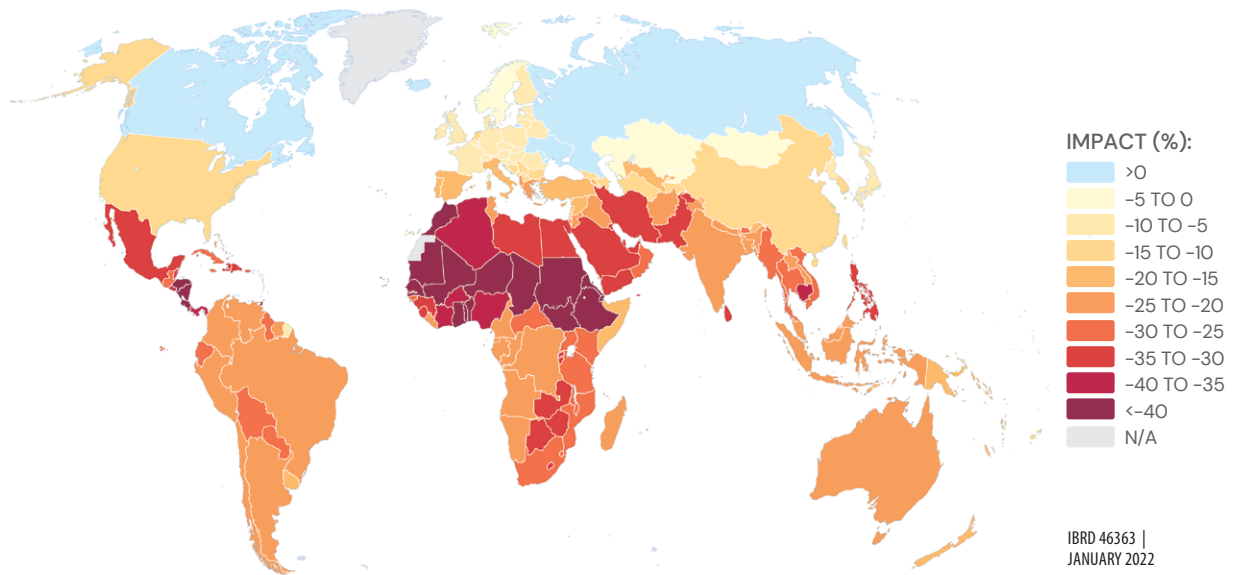 IMPACT (%):
>0
-5 TO 0
-10 TO -5
-15 TO -10
-20 TO -15
-25 TO -20
-30 TO -25
-35 TO -30
-40 TO -35
<-40
N/A
IBRD 46363 |
JANUARY 2022